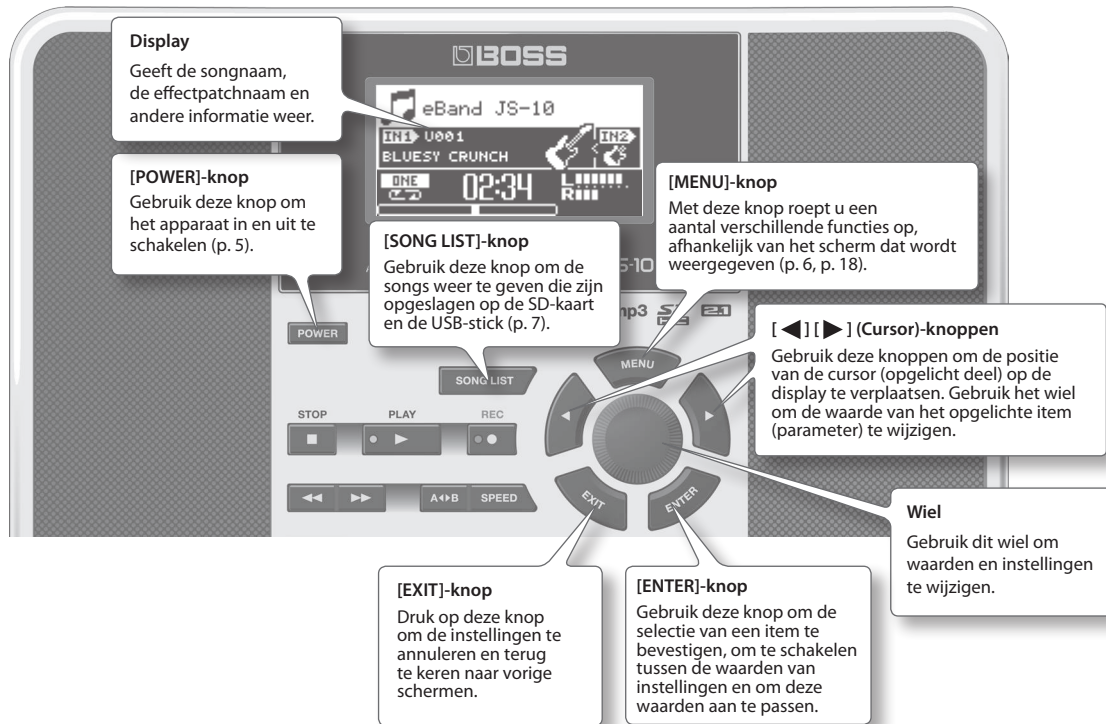 Display
Geeft de songnaam,
de effectpatchnaam en
andere informatie weer.
BOSS
eBand JS-10
IN1 U001
IN2
BLUESY CRUNCH
ONE
02:34
L
R
[POWER]-knop
Gebruik deze knop om
het apparaat in en uit te
schakelen (p. 5).
[SONG LIST]-knop
Gebruik deze knop om de
songs weer te geven die zijn
opgeslagen op de SD-kaart
en de USB-stick (p. 7).
[MENU]-knop
Met deze knop roept u een
aantal verschillende functies op,
afhankelijk van het scherm dat wordt
weergegeven (p. 6, p. 18).
[◀] [▶] (Cursor)-knoppen
Gebruik deze knoppen om de positie
van de cursor (opgelicht deel) op de
display te verplaatsen. Gebruik het wiel
om de waarde van het opgelichte item
(parameter) te wijzigen.
POWER
MENU
SONG LIST
STOP PLAY REC
A◀▶B SPEED
EXIT
ENTER
Wiel
Gebruik dit wiel om
waarden en instellingen
te wijzigen.
[EXIT]-knop
Druk op deze knop
om de instellingen te
annuleren en terug
te keren naar vorige
schermen.
[ENTER]-knop
Gebruik deze knop om de
selectie van een item te
bevestigen, om te schakelen
tussen de waarden van
instellingen en om deze
waarden aan te passen.